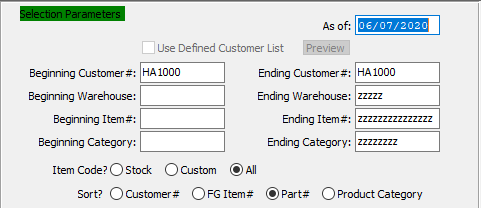 Selection Parameters
As of: 06/07/2020
Use Defined Customer List Preview
Beginning Customer#: HA1000 Ending Customer#: HA1000
Beginning Warehouse: Ending Warehouse: zzzzz
Beginning Item#: Ending Item#: zzzzzzzzzzzzzzz
Beginning Category: Ending Category: zzzzzzzz
Item Code? Stock Custom All
Sort? Customer# FG Item# Part# Product Category